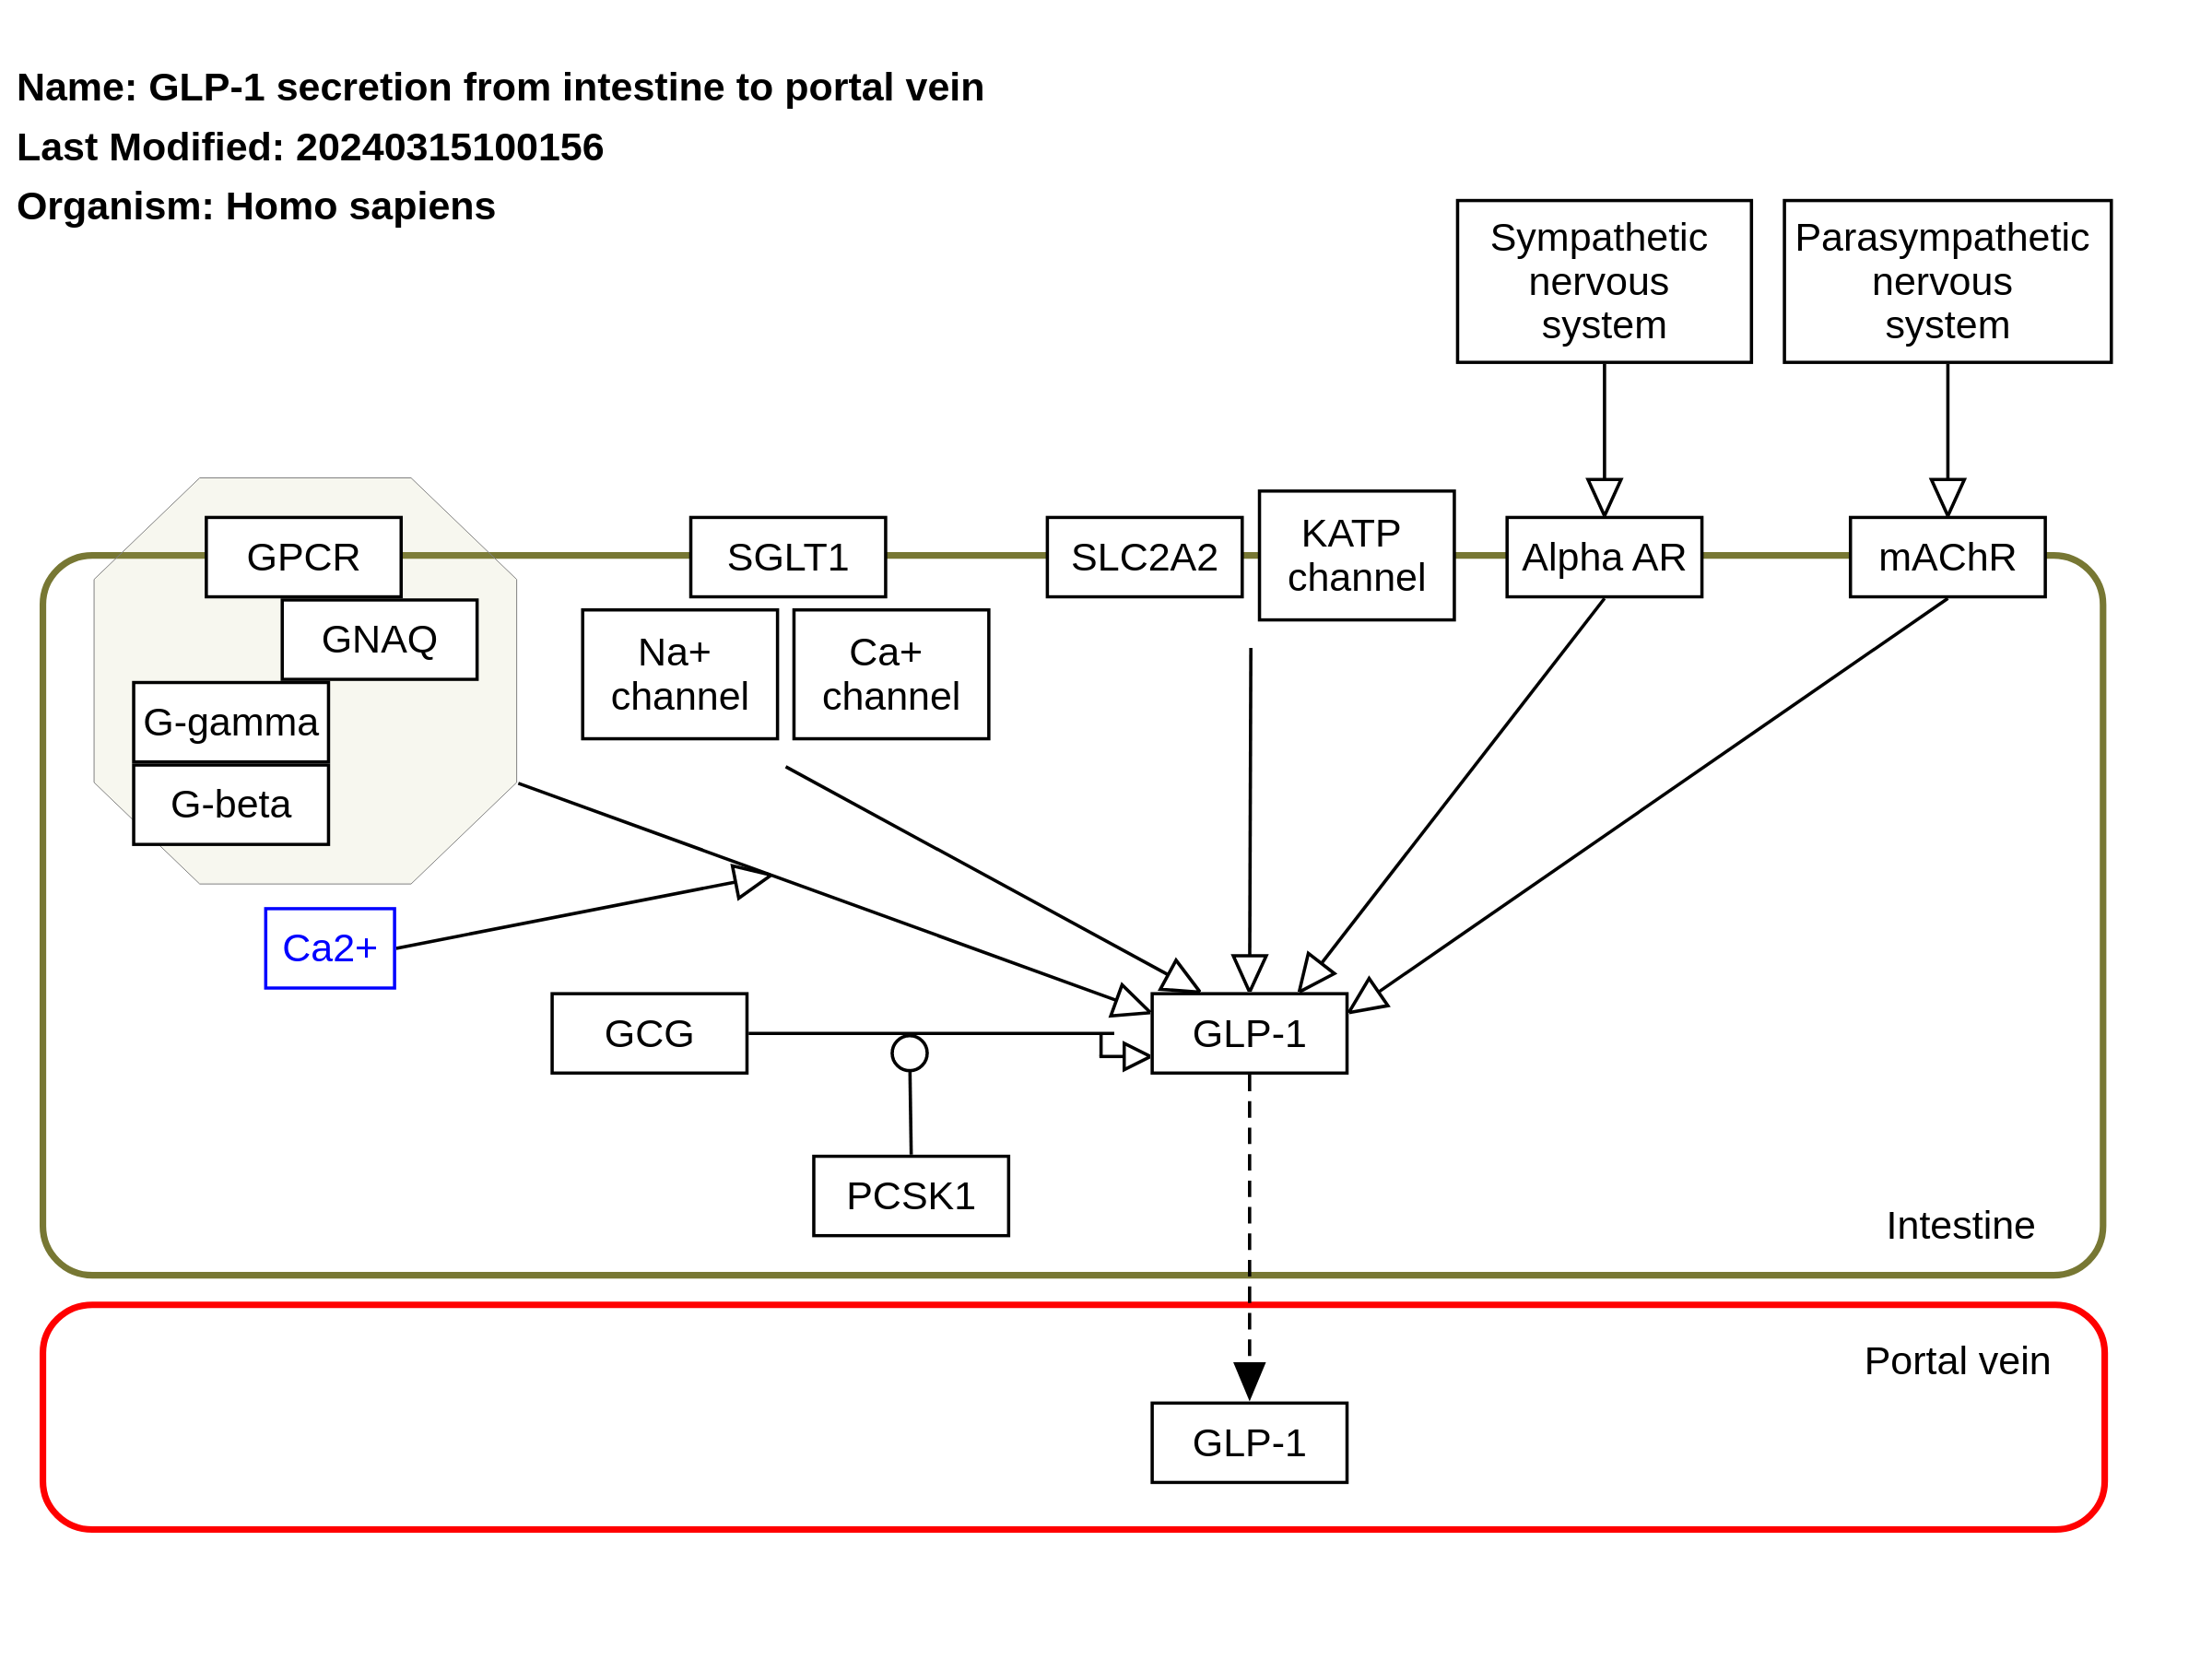 Name: GLP-1 secretion from intestine to portal vein
Last Modified: 20240315100156
Organism: Homo sapiens
Sympathetic
nervous
system
Parasympathetic
nervous
system
GPCR
SGLT1
SLC2A2
KATP
channel
Alpha AR
mAChR
GNAQ
Na+
channel
Ca+
channel
G-gamma
G-beta
Ca2+
GCG
GLP-1
PCSK1
Intestine
Portal vein
GLP-1